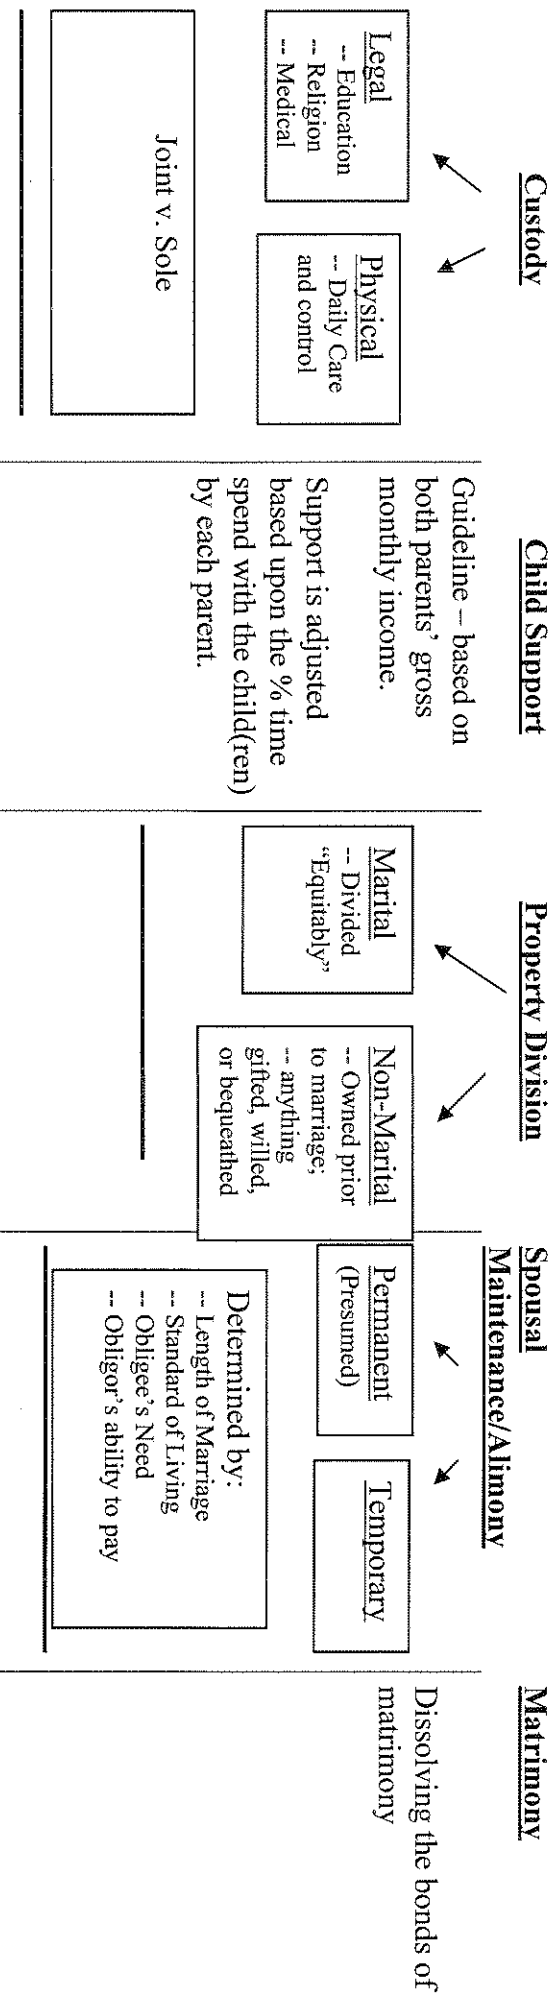 Custody
Legal
-- Education
-- Religion
-- Medical
Physical
-- Daily Care
and control
Joint v. Sole
Child Support
Guideline – based on
both parents' gross
monthly income.
Support is adjusted
based upon the % time
spend with the child(ren)
by each parent.
Property Division
Marital
-- Divided
“Equitably”
Non-Marital
-- Owned prior
to marriage;
-- anything
gifted, willed,
or bequeathed
Spousal
Maintenance/Alimony
Permanent
(Presumed)
Temporary
Determined by:
-- Length of Marriage
-- Standard of Living
-- Obligee's Need
-- Obligor's ability to pay
Matrimony
Dissolving the bonds of
matrimony